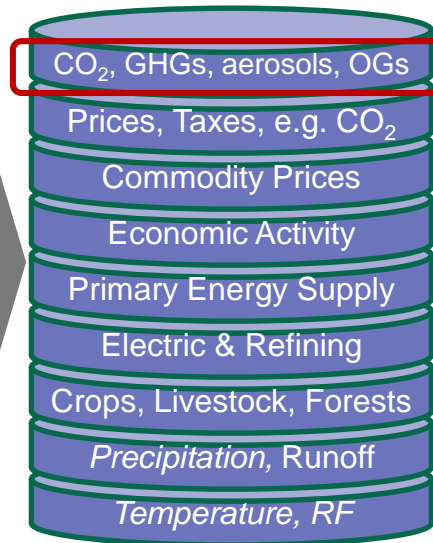 CO₂, GHGs, aerosols, OGs
Prices, Taxes, e.g. CO₂
Commodity Prices
Economic Activity
Primary Energy Supply
Electric & Refining
Crops, Livestock, Forests
Precipitation, Runoff
Temperature, RF